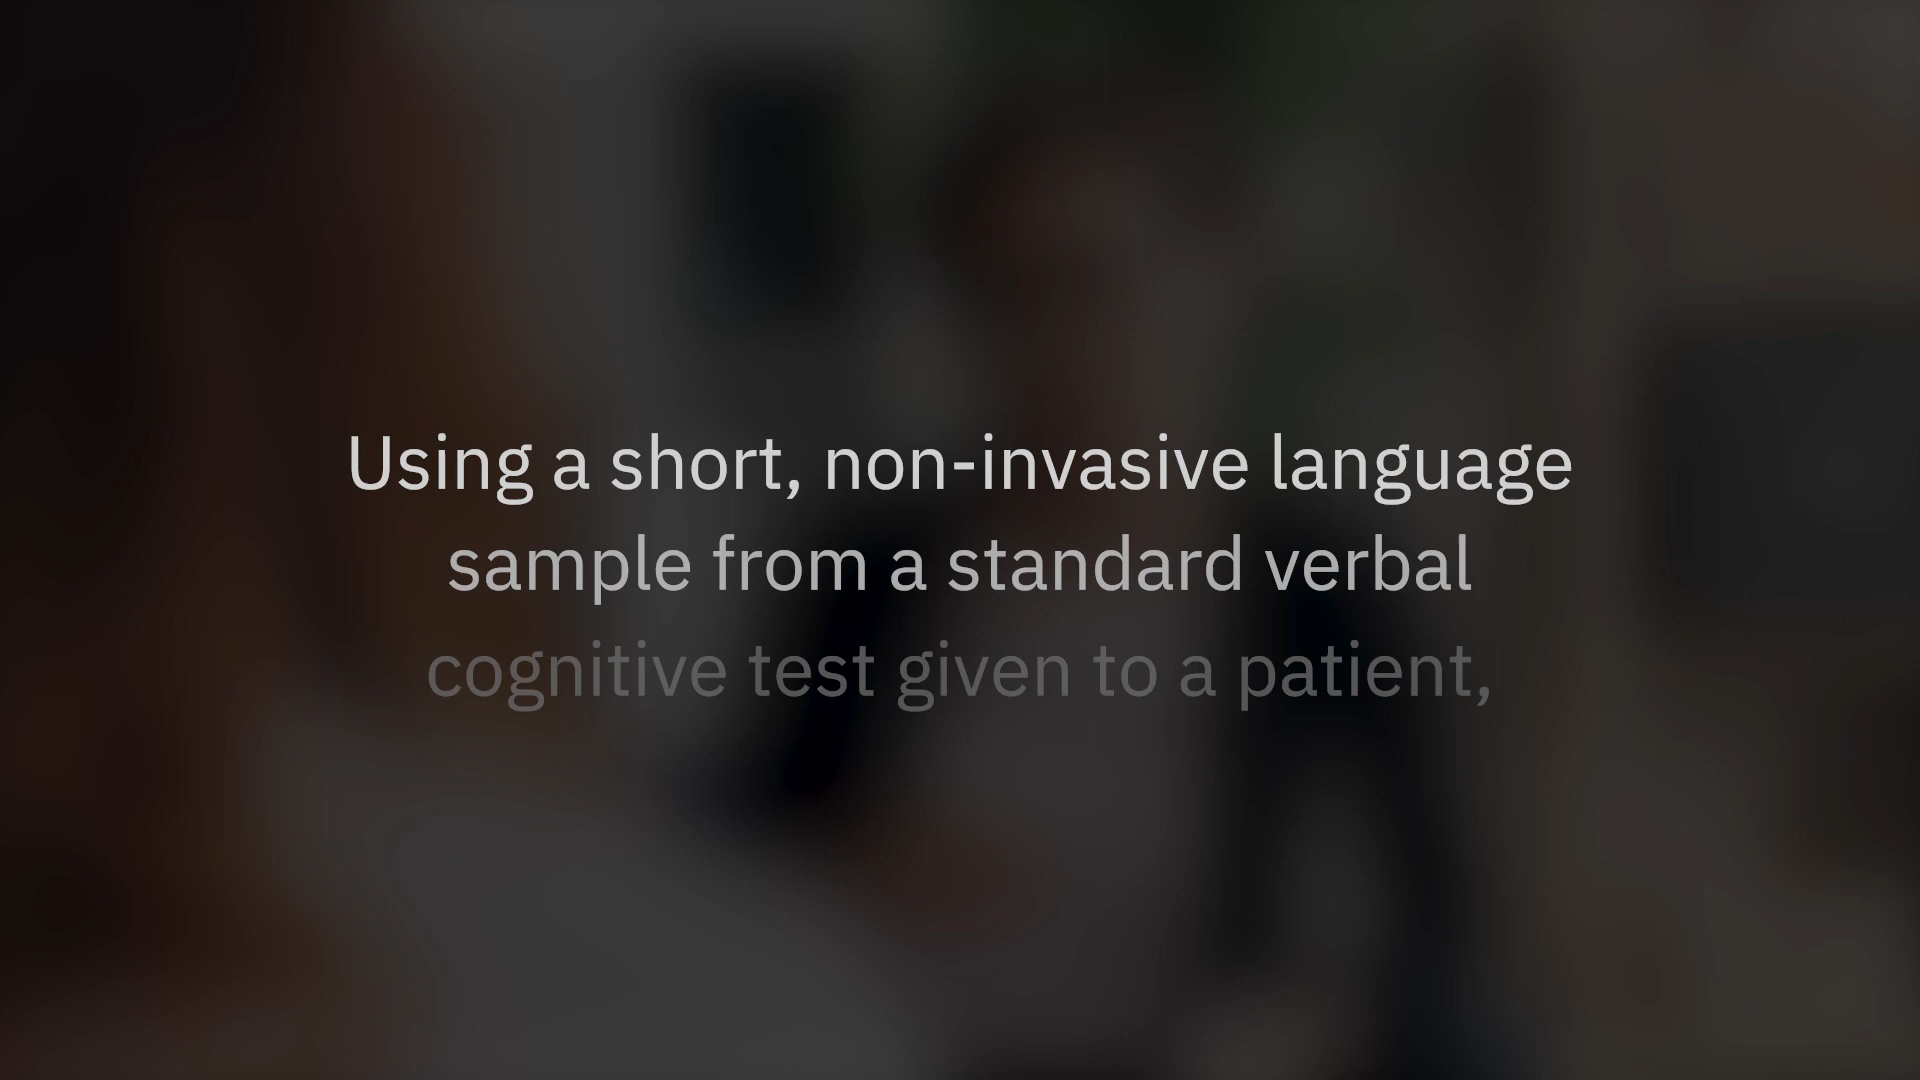 Using a short, non-invasive language
sample from a standard verbal
cognitive test given to a patient,